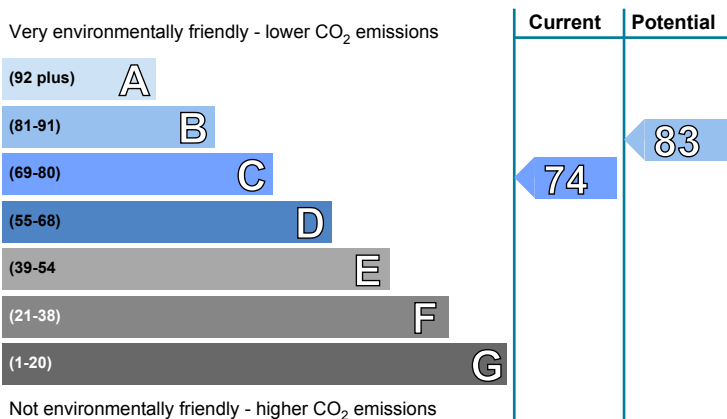 Very environmentally friendly - lower CO2 emissions
Current
Potential
(92 plus) A
(81-91) B
83
(69-80) C
74
(55-68) D
(39-54 E
(21-38) F
(1-20) G
Not environmentally friendly - higher CO2 emissions